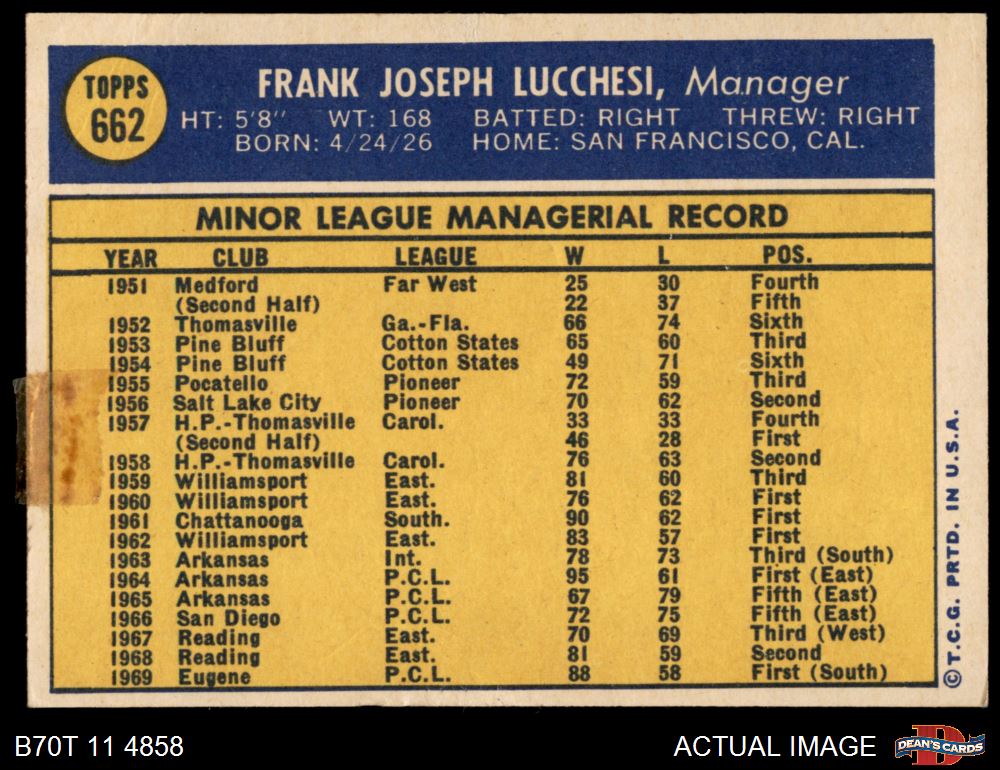 TOPPS
662
FRANK JOSEPH LUCCHESI, Manager
HT: 5'8" WT: 168 BATTED: RIGHT THREW: RIGHT
BORN: 4/24/26 HOME: SAN FRANCISCO, CAL.
MINOR LEAGUE MANAGERIAL RECORD
YEAR CLUB LEAGUE W L POS.
1951 Medford Far West 25 30 Fourth
(Second Half) 22 37 Fifth
1952 Thomasville Ga.-Fla. 66 74 Sixth
1953 Pine Bluff Cotton States 65 60 Third
1954 Pine Bluff Cotton States 49 71 Sixth
1955 Pocatello Pioneer 72 59 Third
1956 Salt Lake City Pioneer 70 62 Second
1957 H.P.-Thomasville Carol. 33 33 Fourth
(Second Half) 46 28 First
1958 H.P.-Thomasville Carol. 76 63 Second
1959 Williamsport East. 81 60 Third
1960 Williamsport East. 76 62 First
1961 Chattanooga South. 90 62 First
1962 Williamsport East. 83 57 First
1963 Arkansas Int. 78 73 Third (South)
1964 Arkansas P.C.L. 95 61 First (East)
1965 Arkansas P.C.L. 67 79 Fifth (East)
1966 San Diego P.C.L. 72 75 Fifth (East)
1967 Reading East. 70 69 Third (West)
1968 Reading East. 81 59 Second
1969 Eugene P.C.L. 88 58 First (South)
©T.C.G. PRTD. IN U.S.A.
B70T 11 4858
ACTUAL IMAGE
DEAN'S CARDS